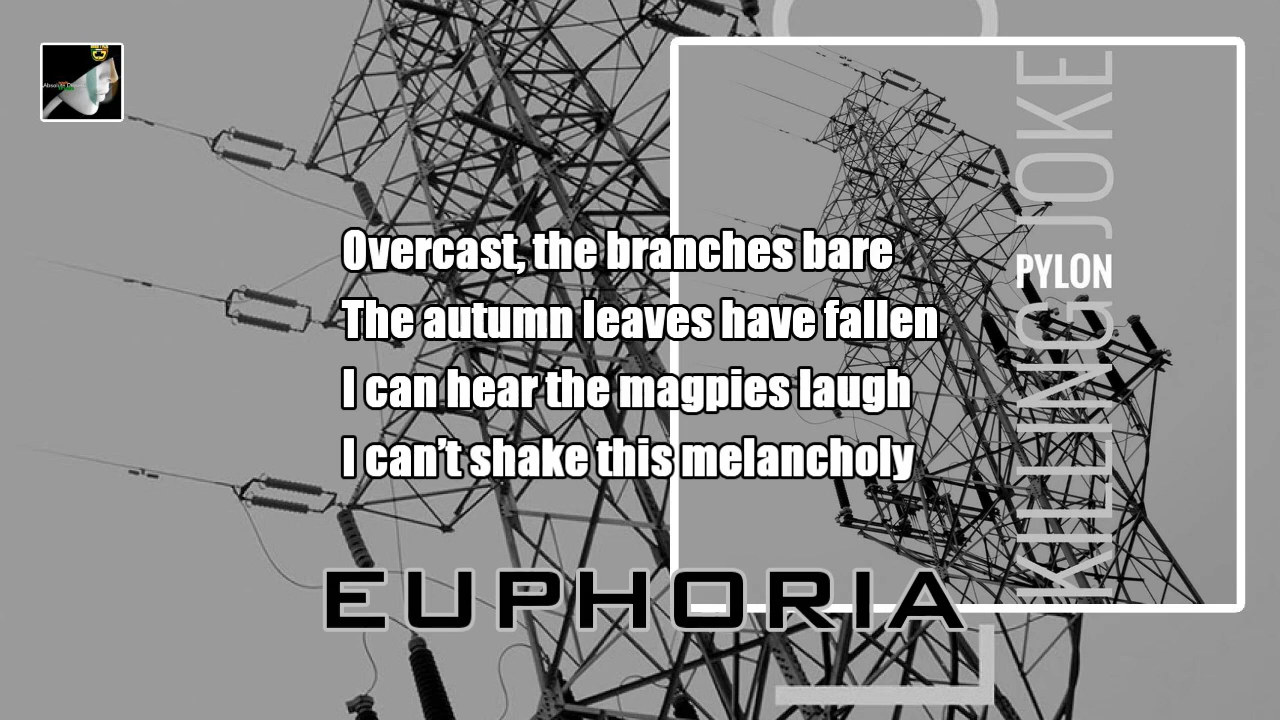 Overcast, the branches bare
The autumn leaves have fallen
I can hear the magpies laugh
I can't shake this melancholy
EUPHORIA
KILLING JOKE
PYLON